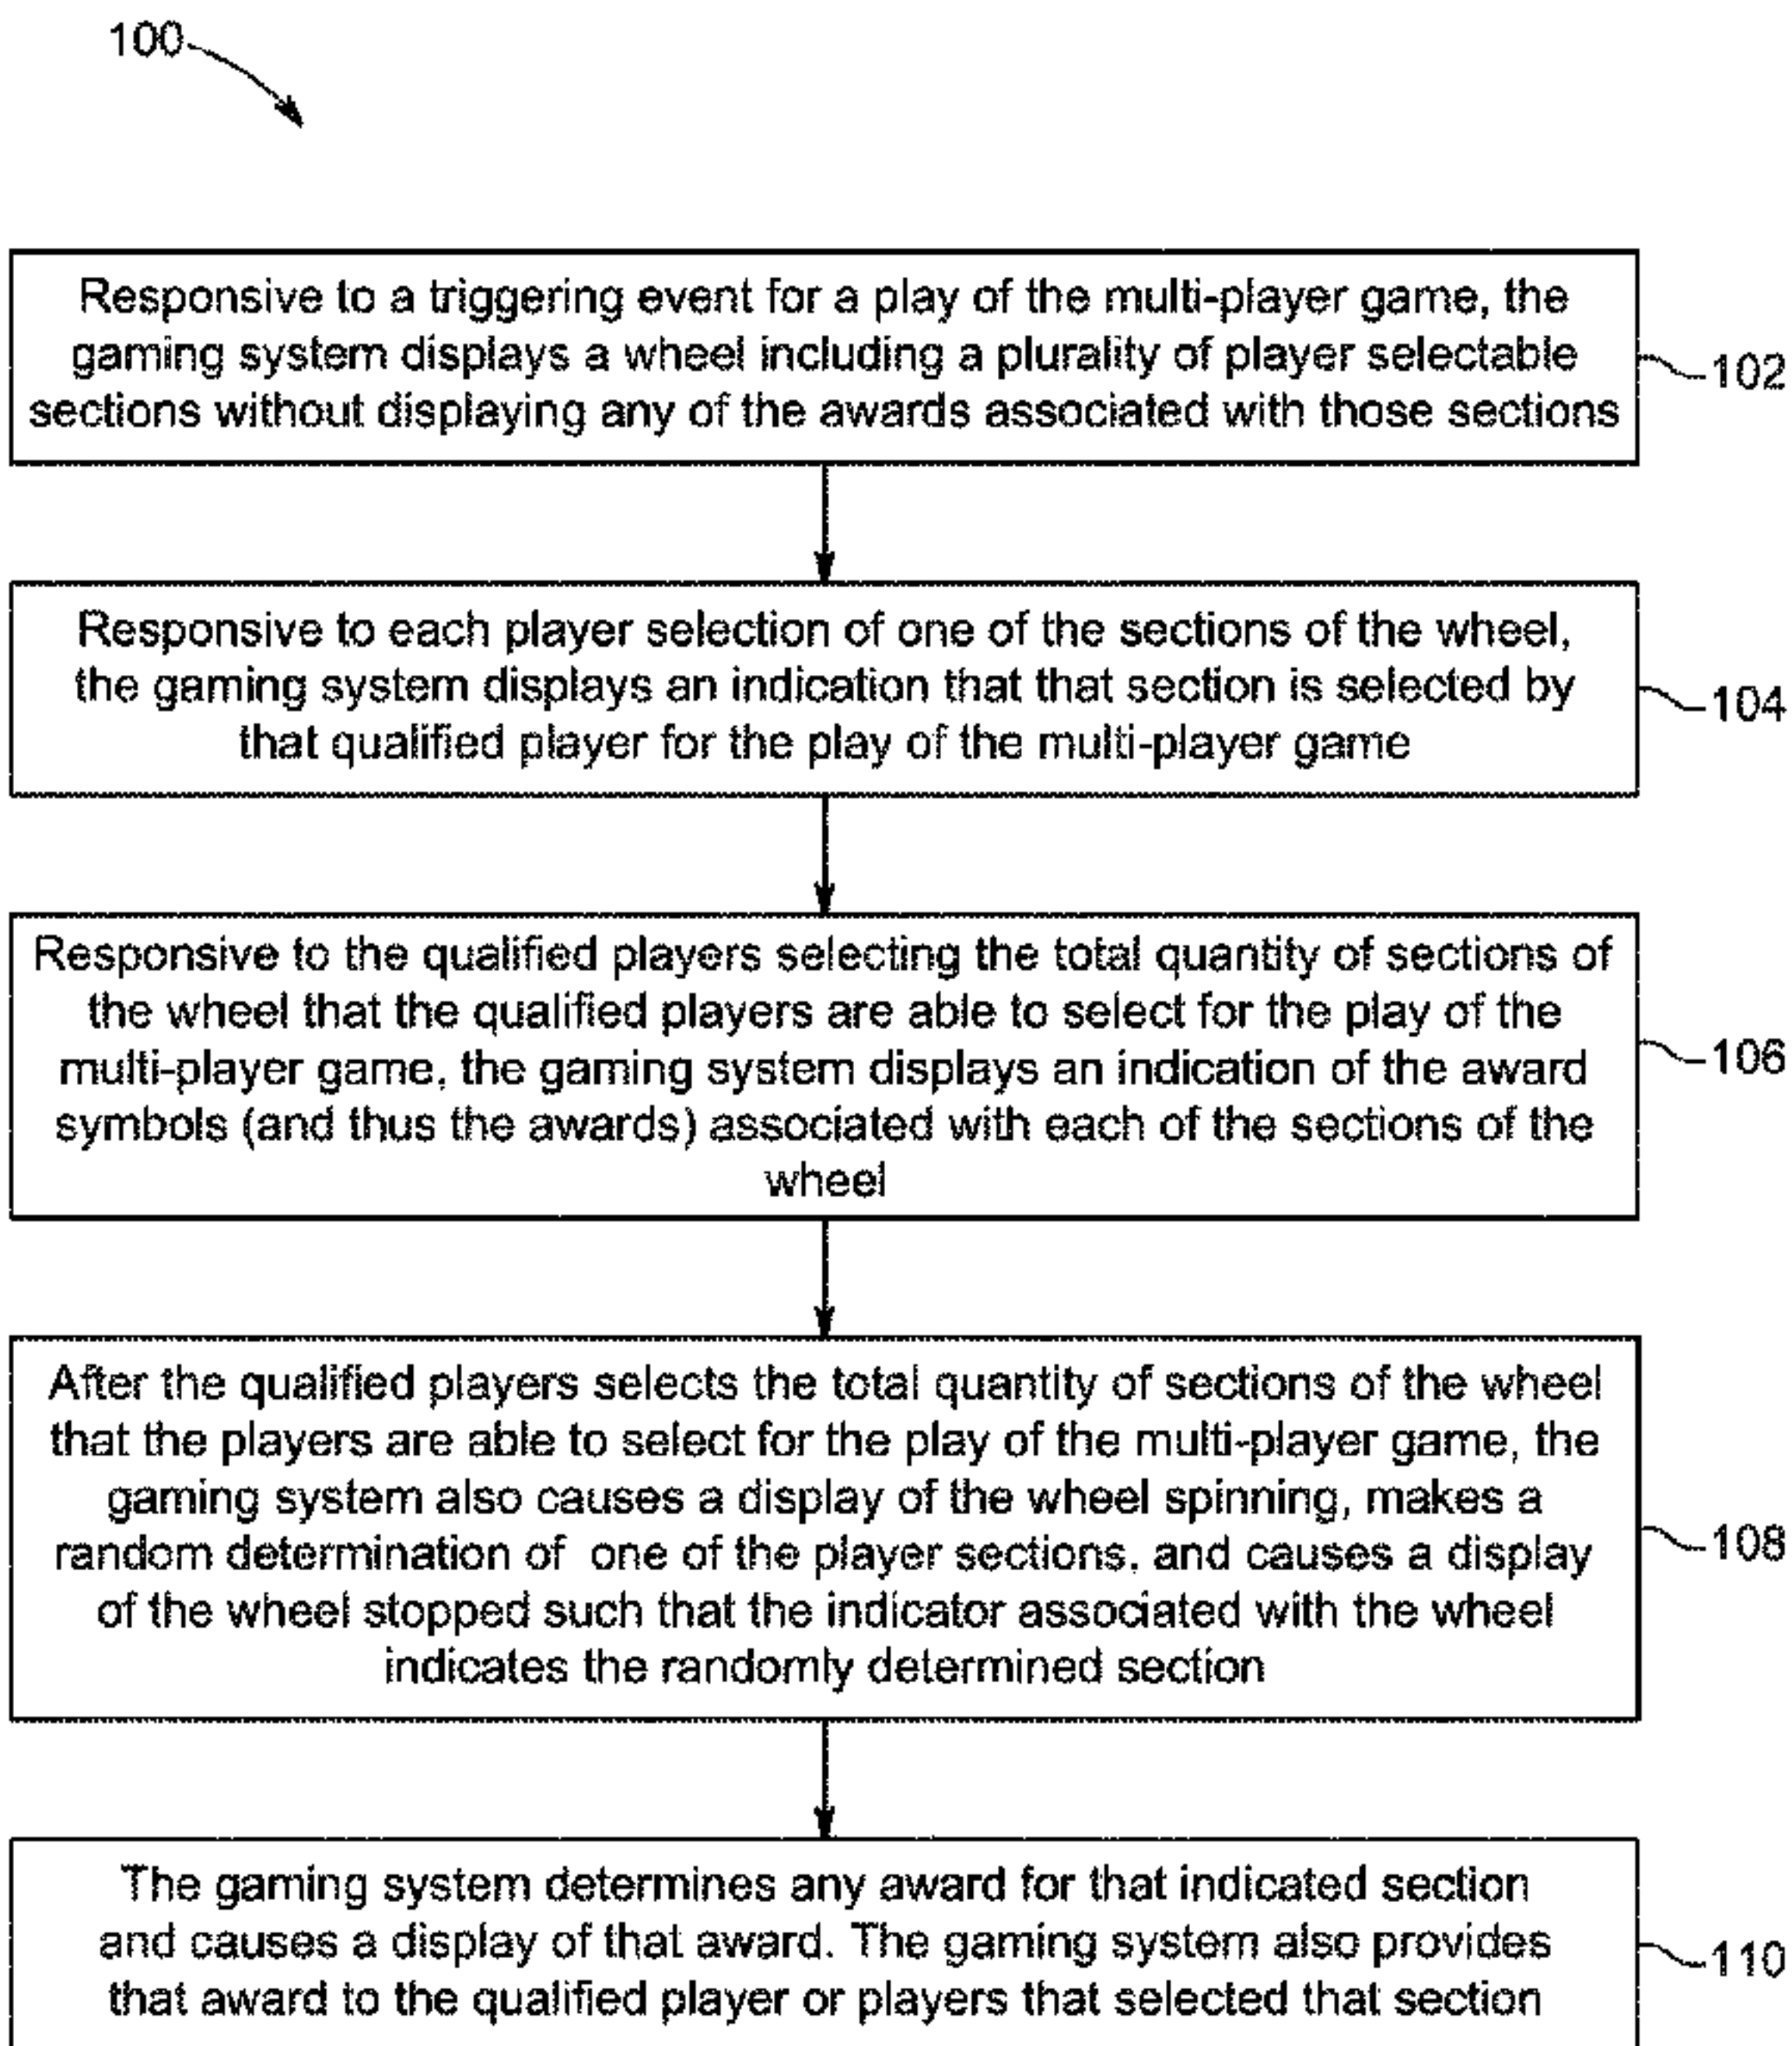 100
Responsive to a triggering event for a play of the multi-player game, the
gaming system displays a wheel including a plurality of player selectable
sections without displaying any of the awards associated with those sections
102
Responsive to each player selection of one of the sections of the wheel,
the gaming system displays an indication that that section is selected by
that qualified player for the play of the multi-player game
104
Responsive to the qualified players selecting the total quantity of sections of
the wheel that the qualified players are able to select for the play of the
multi-player game, the gaming system displays an indication of the award
symbols (and thus the awards) associated with each of the sections of the
wheel
106
After the qualified players selects the total quantity of sections of the wheel
that the players are able to select for the play of the multi-player game, the
gaming system also causes a display of the wheel spinning, makes a
random determination of one of the player sections, and causes a display
of the wheel stopped such that the indicator associated with the wheel
indicates the randomly determined section
108
The gaming system determines any award for that indicated section
and causes a display of that award. The gaming system also provides
that award to the qualified player or players that selected that section
110